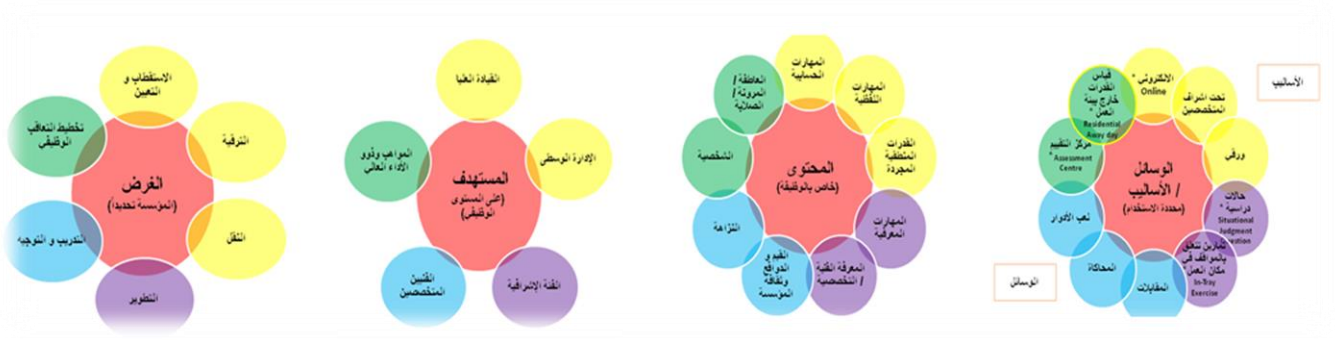 الغرض
(المؤسسة تحديداً)
الاستقطاب و
التعيين
الترقية
النقل
التطوير
التدريب و التوجيه
تخطيط التعاقب
الوظيفي
المستهدف
(على المستوى
الوظيفي)
القيادة العليا
الإدارة الوسطى
الفئة الإشرافية
الفنيين
المتخصصين
المواهب وذوو
الأداء العالي
المحتوى
(خاص بالوظيفة)
المهارات
الحسابية
المهارات
اللفظية
القدرات
المنطقية
المجردة
المهارات
المعرفية
المعرفة الفنية
/ التخصصية
القيم و
الدوافع
وثقافة
المؤسسة
النزاهة
الشخصية
العاطفة /
المرونة /
الصلابة
الأساليب
الوسائل
الوسائل
/ الأساليب
(محددة الاستخدام)
الالكتروني "
Online
تحت اشراف
المتخصصين
ورقي
حالات
دراسية "
Situational
Judgment
تمارين تتعلق
بالمواقف في
مكان العمل"
In-Tray
Exercise
المقابلات
المحاكاة
لعب الأدوار
مركز التقييم
" Assessment
Centre
قياس
القدرات
خارج بيئة
العمل "
Residential
Away day